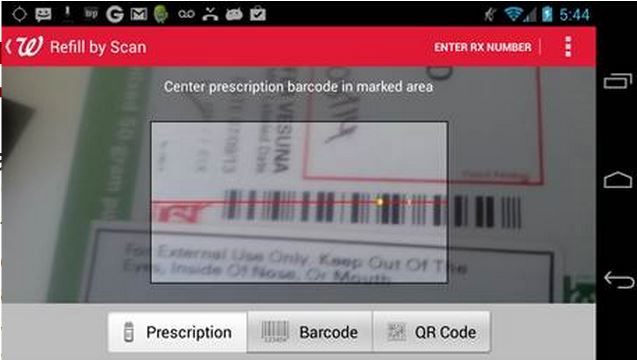 5:44
Refill by Scan
ENTER RX NUMBER
Center prescription barcode in marked area
VESUNA
For External Use Only. Keep Out Of The
Eyes, Inside Of Nose, Or Mouth
Prescription
Barcode
QR Code